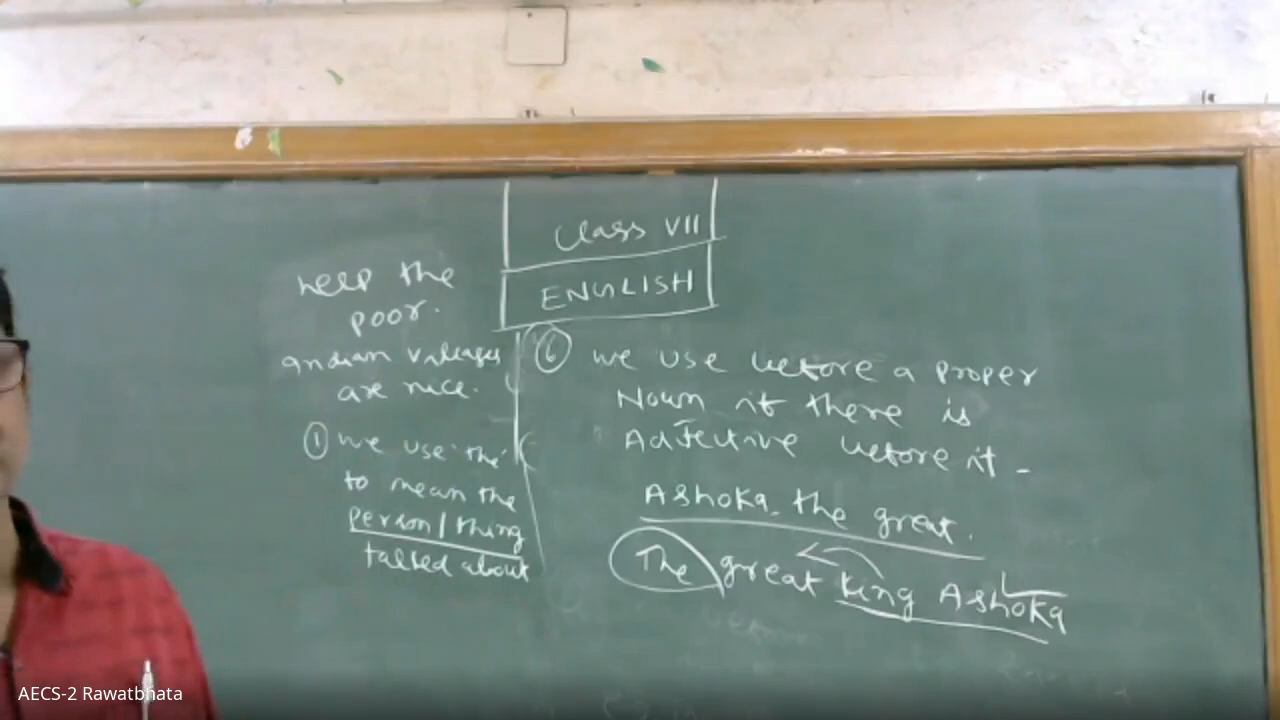 Class VII
ENGLISH
help the
poor.
Indian villages
are nice.
① we use 'the'
to mean the
person/thing
talked about
⑥ we use before a proper
Noun if there is
Adjective before it -
Ashoka, the great.
The great king Ashoka
AECS-2 Rawatbhata